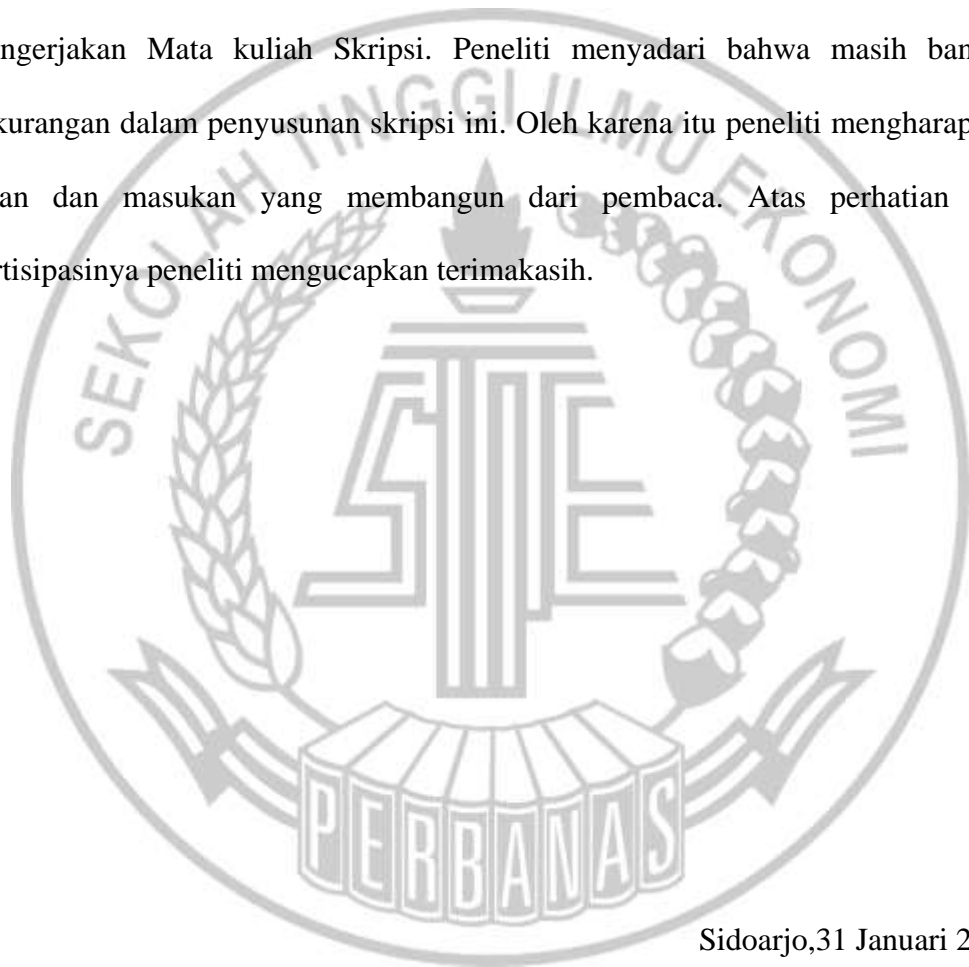 ngerjakan Mata kuliah Skripsi. Peneliti menyadari bahwa masih ban
kurangan dalam penyusunan skripsi ini. Oleh karena itu peneliti mengharap
an dan masukan yang membangun dari pembaca. Atas perhatian
rtisipasinya peneliti mengucapkan terimakasih.
SEKOLAH TINGGI ILMU EKONOMI
STIE
PERBANAS
Sidoarjo,31 Januari 2